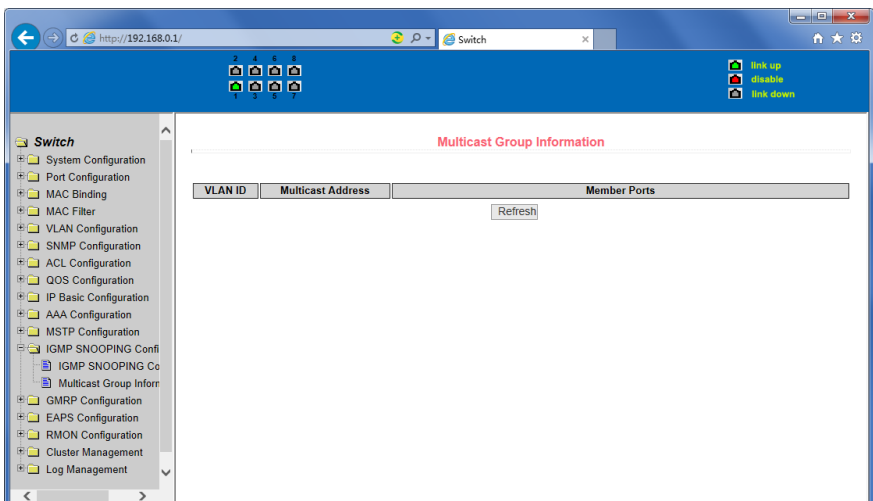 http://192.168.0.1/
Switch
2 4 6 8
1 3 5 7
link up
disable
link down
Switch
System Configuration
Port Configuration
MAC Binding
MAC Filter
VLAN Configuration
SNMP Configuration
ACL Configuration
QOS Configuration
IP Basic Configuration
AAA Configuration
MSTP Configuration
IGMP SNOOPING Confi
IGMP SNOOPING Co
Multicast Group Inform
GMRP Configuration
EAPS Configuration
RMON Configuration
Cluster Management
Log Management
Multicast Group Information
VLAN ID Multicast Address Member Ports
Refresh